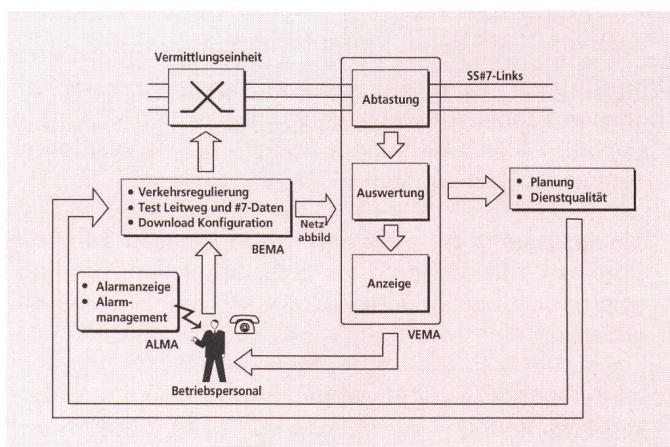 Vermittlungseinheit
SS#7-Links
Abtastung
• Verkehrsregulierung
• Test Leitweg und #7-Daten
• Download Konfiguration
BEMA
Netz
abbild
Auswertung
• Planung
• Dienstqualität
Anzeige
VEMA
• Alarmanzeige
• Alarm-
management
ALMA
Betriebspersonal